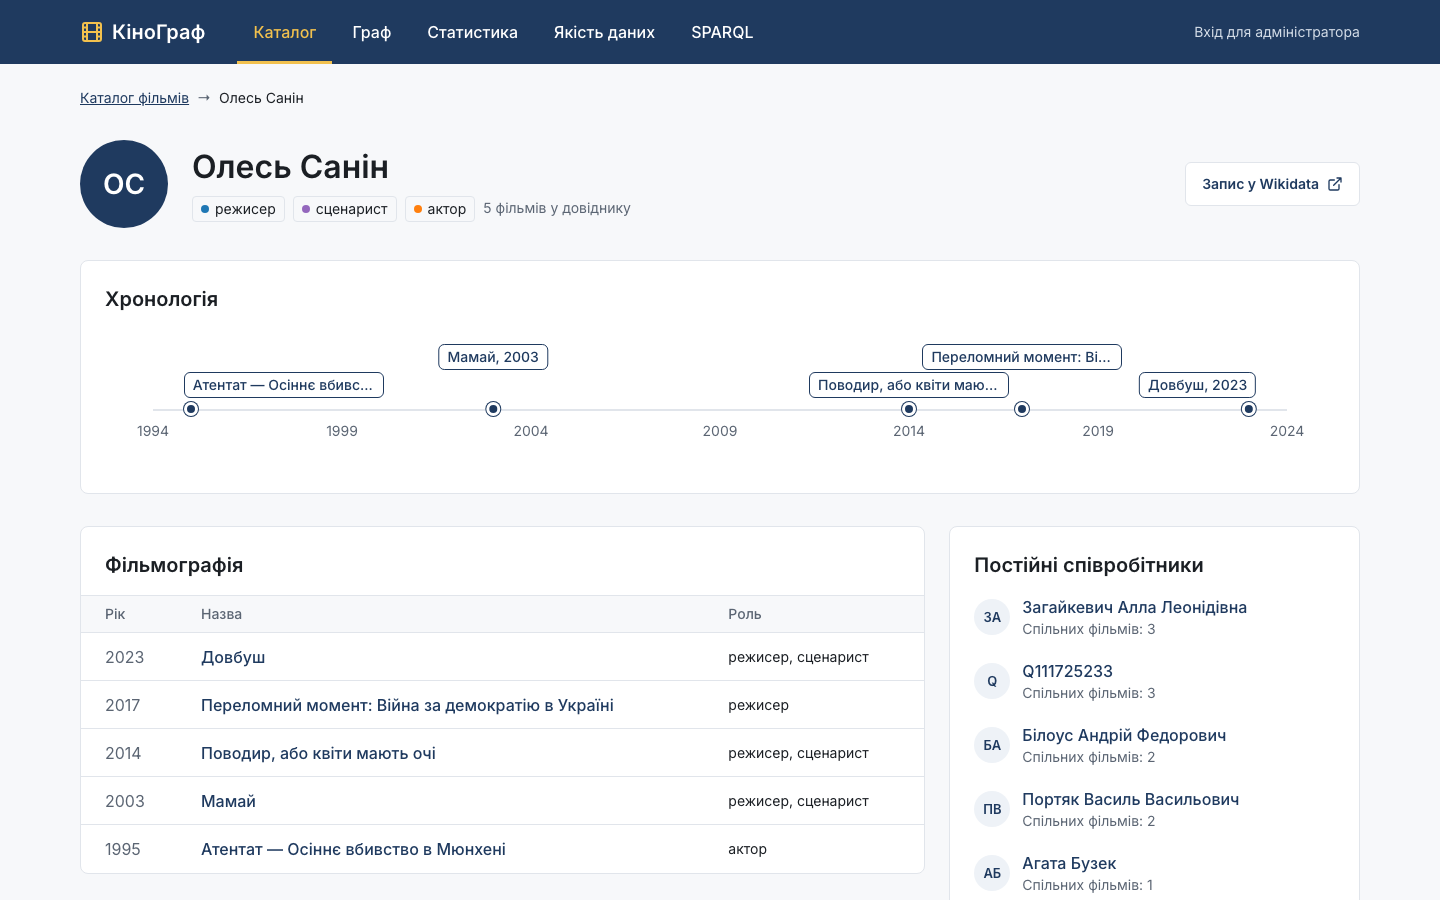 КіноГраф
Каталог
Граф
Статистика
Якість даних
SPARQL
Вхід для адміністратора
Каталог фільмів → Олесь Санін
ОС
Олесь Санін
режисер
сценарист
актор
5 фільмів у довіднику
Запис у Wikidata
Хронологія
Мамай, 2003
Переломний момент: Ві...
Атентат — Осіннє вбивс...
Поводир, або квіти маю...
Довбуш, 2023
1994
1999
2004
2009
2014
2019
2024
Фільмографія
Рік
Назва
Роль
2023
Довбуш
режисер, сценарист
2017
Переломний момент: Війна за демократію в Україні
режисер
2014
Поводир, або квіти мають очі
режисер, сценарист
2003
Мамай
режисер, сценарист
1995
Атентат — Осіннє вбивство в Мюнхені
актор
Постійні співробітники
ЗА
Загайкевич Алла Леонідівна
Спільних фільмів: 3
Q
Q111725233
Спільних фільмів: 3
БА
Білоус Андрій Федорович
Спільних фільмів: 2
ПВ
Портяк Василь Васильович
Спільних фільмів: 2
АБ
Агата Бузек
Спільних фільмів: 1